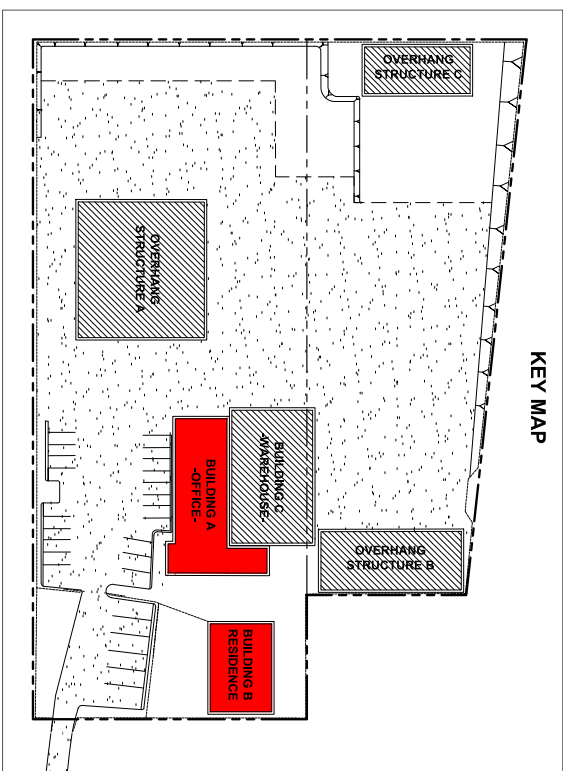 OVERHANG
STRUCTURE C
KEY MAP
OVERHANG
STRUCTURE A
BUILDING C
-WAREHOUSE-
BUILDING A
-OFFICE-
OVERHANG
STRUCTURE B
BUILDING B
RESIDENCE